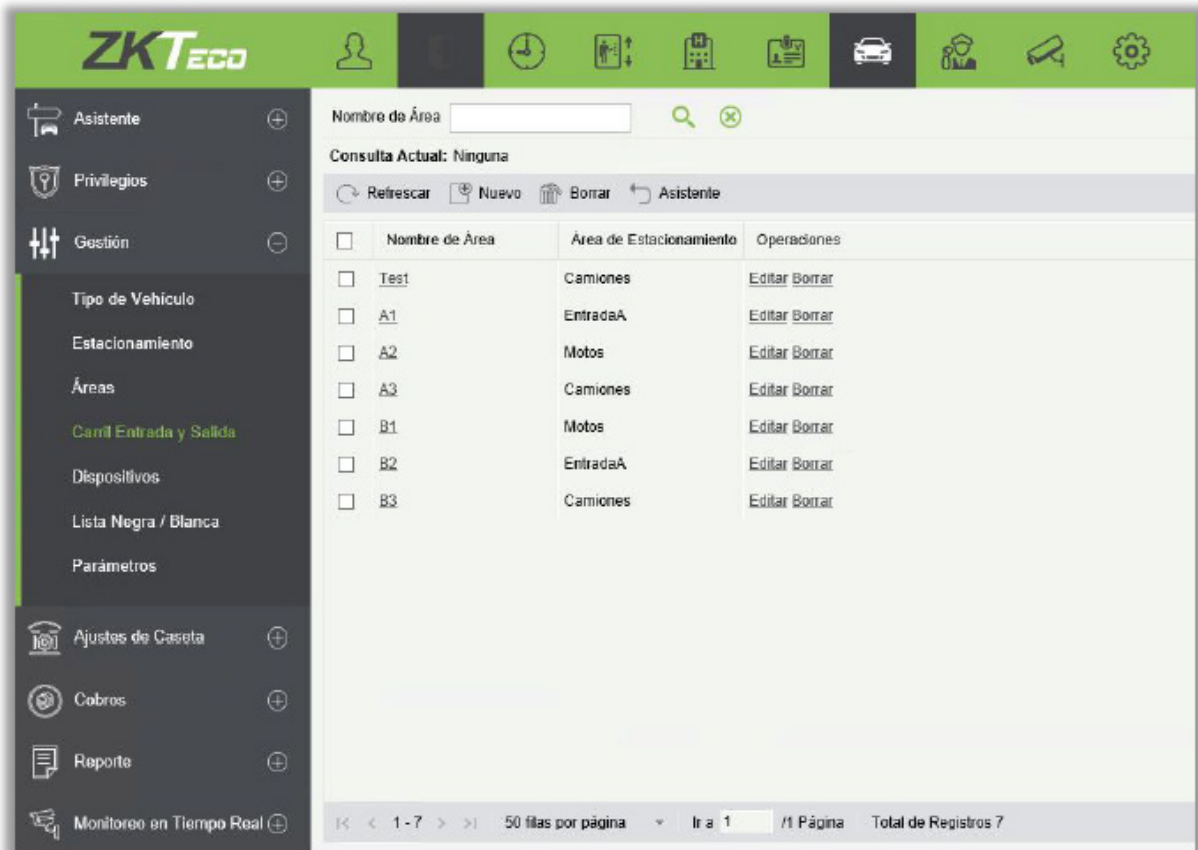 ZKTeco
Asistente
Privilegios
Gestión
Tipo de Vehículo
Estacionamiento
Áreas
Carril Entrada y Salida
Dispositivos
Lista Negra / Blanca
Parámetros
Ajustes de Caseta
Cobros
Reporte
Monitoreo en Tiempo Real
Nombre de Área
Consulta Actual: Ninguna
Refrescar Nuevo Borrar Asistente
Nombre de Área Área de Estacionamiento Operaciones
Test Camiones Editar Borrar
A1 EntradaA Editar Borrar
A2 Motos Editar Borrar
A3 Camiones Editar Borrar
B1 Motos Editar Borrar
B2 EntradaA Editar Borrar
B3 Camiones Editar Borrar
|< < 1 - 7 > >| 50 filas por página Ir a 1 /1 Página Total de Registros 7